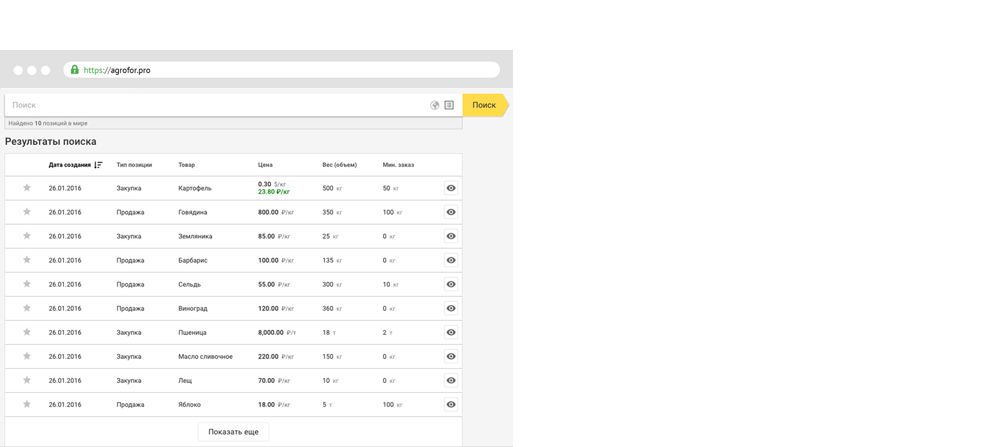 https://agrofor.pro
Поиск
Поиск
Найдено 10 позиций в мире
Результаты поиска
Дата создания Тип позиции Товар Цена Вес (объем) Мин. заказ
26.01.2016 Закупка Картофель 0.30 $/кг 500 кг 50 кг
23.80 ₽/кг
26.01.2016 Продажа Говядина 800.00 ₽/кг 350 кг 100 кг
26.01.2016 Закупка Земляника 85.00 ₽/кг 25 кг 0 кг
26.01.2016 Продажа Барбарис 100.00 ₽/кг 135 кг 0 кг
26.01.2016 Продажа Сельдь 55.00 ₽/кг 300 кг 10 кг
26.01.2016 Продажа Виноград 120.00 ₽/кг 360 кг 0 кг
26.01.2016 Закупка Пшеница 8,000.00 ₽/т 18 т 2 т
26.01.2016 Закупка Масло сливочное 220.00 ₽/кг 150 кг 0 кг
26.01.2016 Закупка Лещ 70.00 ₽/кг 10 кг 0 кг
26.01.2016 Продажа Яблоко 18.00 ₽/кг 5 т 100 кг
Показать еще